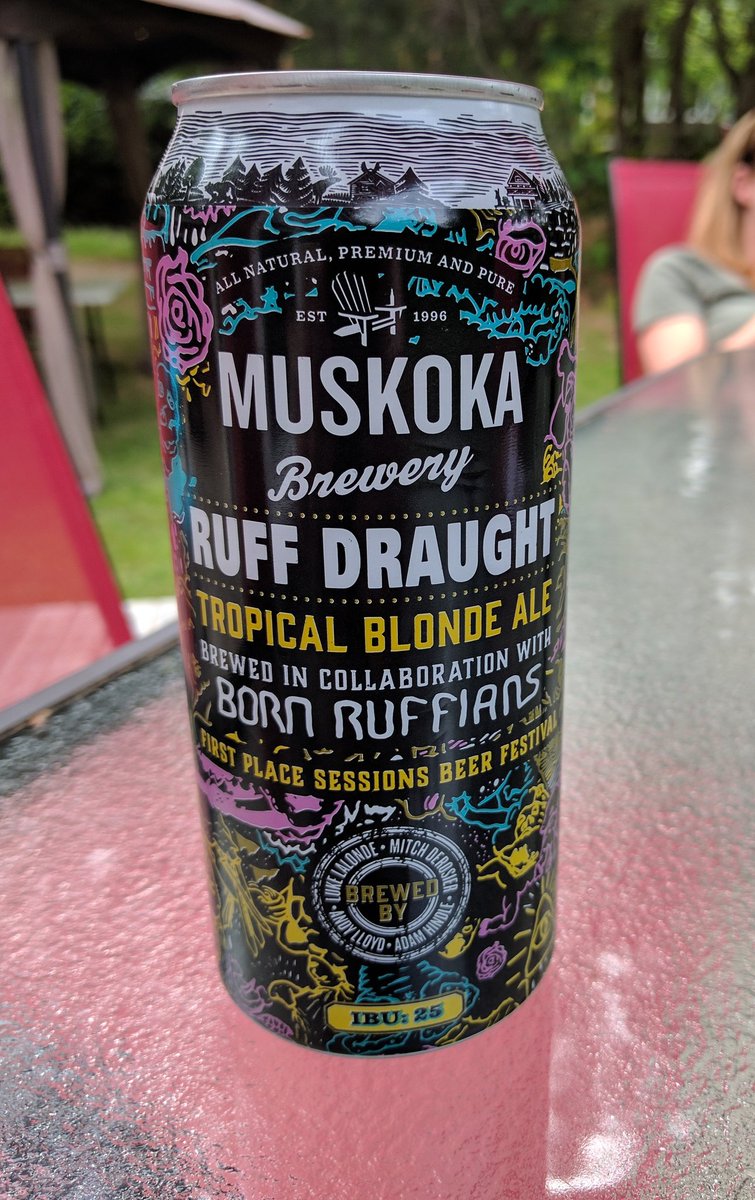 ALL NATURAL, PREMIUM AND PURE
EST 1996
MUSKOKA
Brewery
RUFF DRAUGHT
TROPICAL BLONDE ALE
BREWED IN COLLABORATION WITH
BORN RUFFIANS
FIRST PLACE SESSIONS BEER FESTIVAL
LUKE LALONDE • MITCH DEROSIER
BREWED
BY
ANDY LLOYD • ADAM HINDLE
IBU: 25